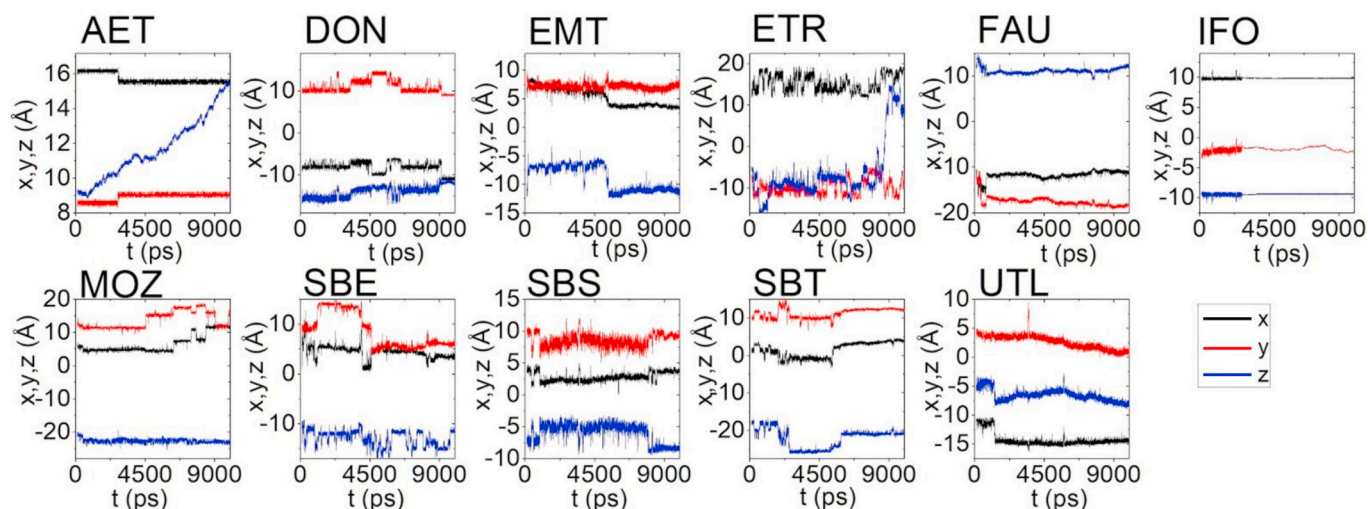 AET DON EMT ETR FAU IFO
x,y,z (Å) x,y,z (Å) x,y,z (Å) x,y,z (Å) x,y,z (Å) x,y,z (Å)
16 14 12 10 8
10 0 -10
10 5 0 -5 -10 -15
20 10 0 -10
10 0 -10 -20
15 10 5 0 -5 -10
0 4500 9000 0 4500 9000 0 4500 9000 0 4500 9000 0 4500 9000 0 4500 9000
t (ps) t (ps) t (ps) t (ps) t (ps) t (ps)
MOZ SBE SBS SBT UTL
x,y,z (Å) x,y,z (Å) x,y,z (Å) x,y,z (Å) x,y,z (Å)
20 10 0 -10 -20
10 0 -10
15 10 5 0 -5 -10
10 0 -10 -20
10 5 0 -5 -10 -15
x
y
z
0 4500 9000 0 4500 9000 0 4500 9000 0 4500 9000 0 4500 9000
t (ps) t (ps) t (ps) t (ps) t (ps)